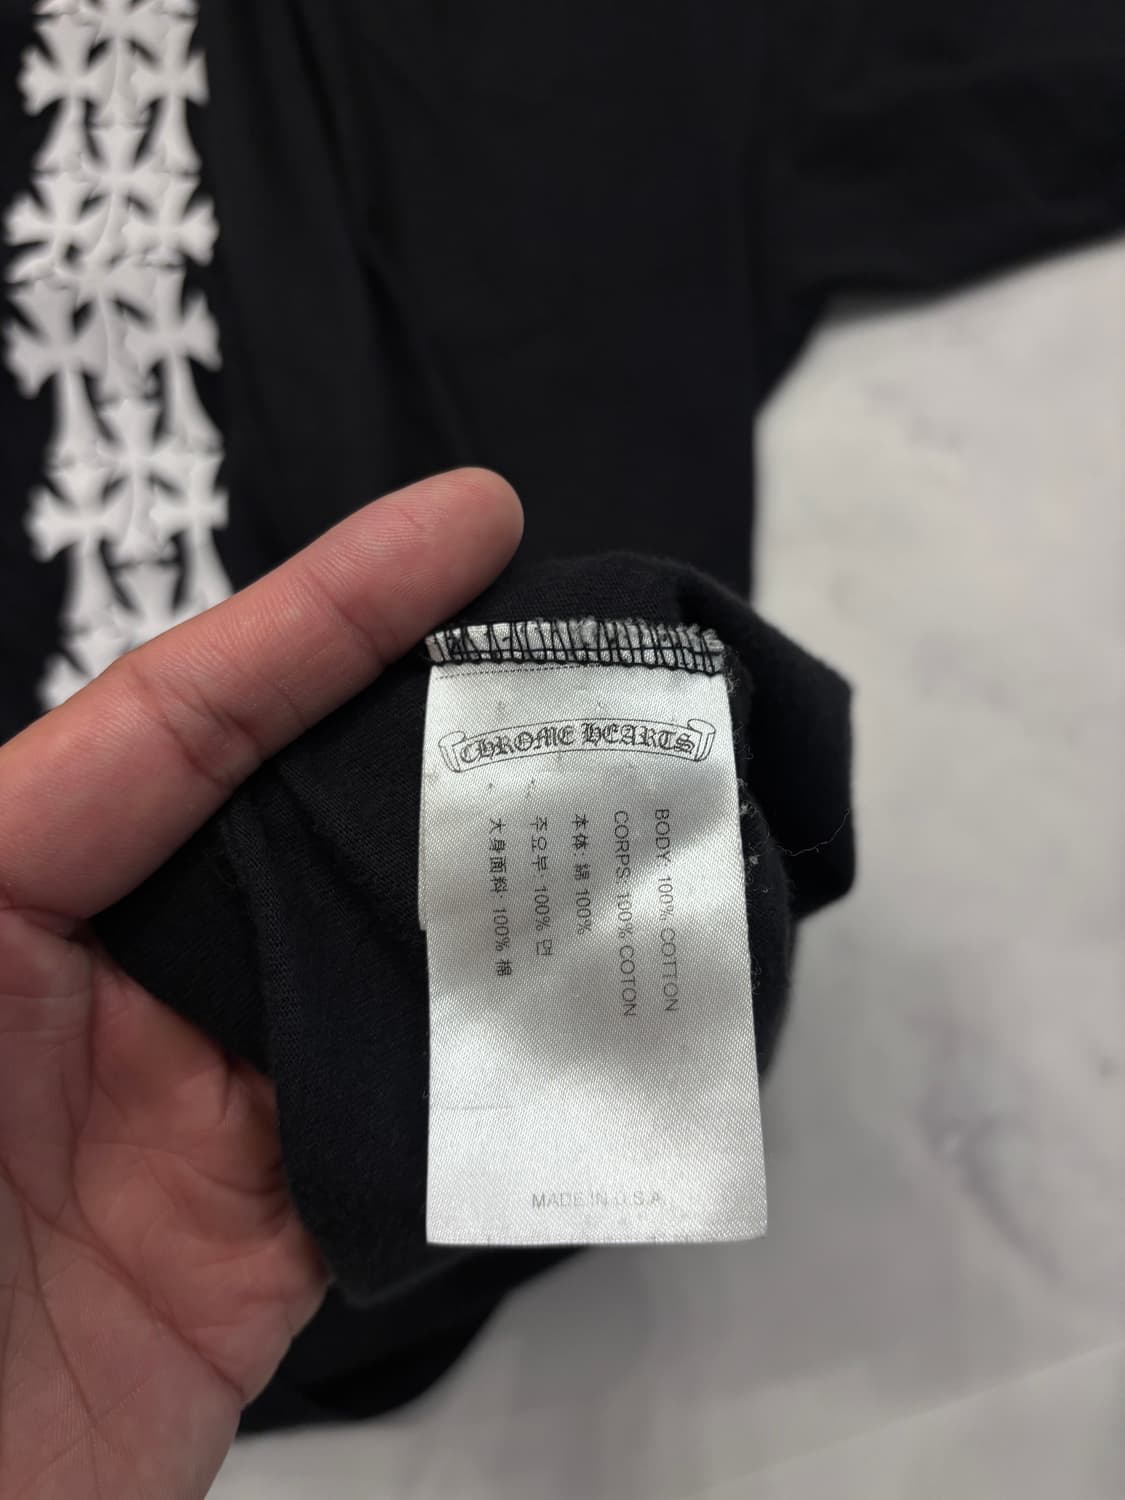 CHROME HEARTS
BODY 100% COTTON
CORPS: 100% COTON
本体: 綿 100%
주요부: 100% 면
大身面料: 100% 棉
MADE IN U.S.A.